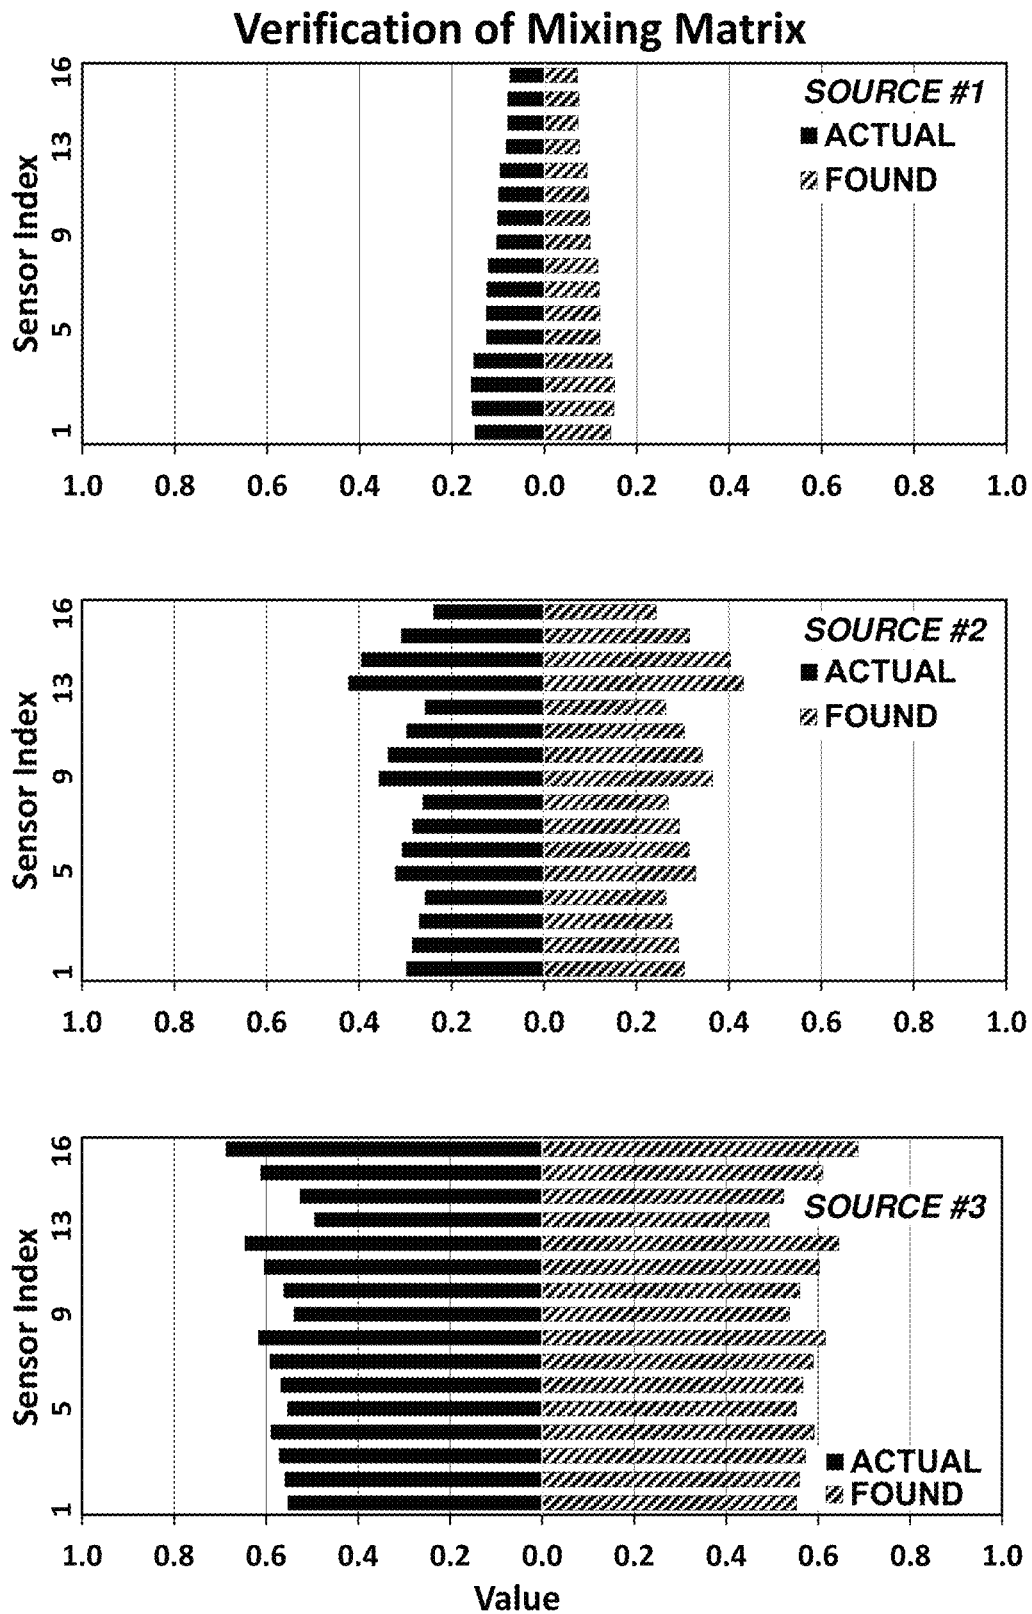 Verification of Mixing Matrix
Sensor Index
16
13
9
5
1
SOURCE #1
ACTUAL
FOUND
1.0 0.8 0.6 0.4 0.2 0.0 0.2 0.4 0.6 0.8 1.0
Sensor Index
16
13
9
5
1
SOURCE #2
ACTUAL
FOUND
1.0 0.8 0.6 0.4 0.2 0.0 0.2 0.4 0.6 0.8 1.0
Sensor Index
16
13
9
5
1
SOURCE #3
ACTUAL
FOUND
1.0 0.8 0.6 0.4 0.2 0.0 0.2 0.4 0.6 0.8 1.0
Value